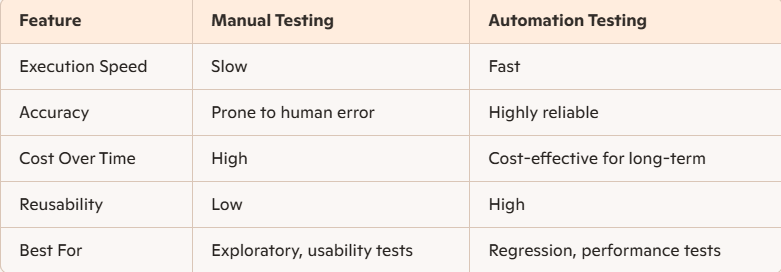 Feature Manual Testing Automation Testing
Execution Speed Slow Fast
Accuracy Prone to human error Highly reliable
Cost Over Time High Cost-effective for long-term
Reusability Low High
Best For Exploratory, usability tests Regression, performance tests